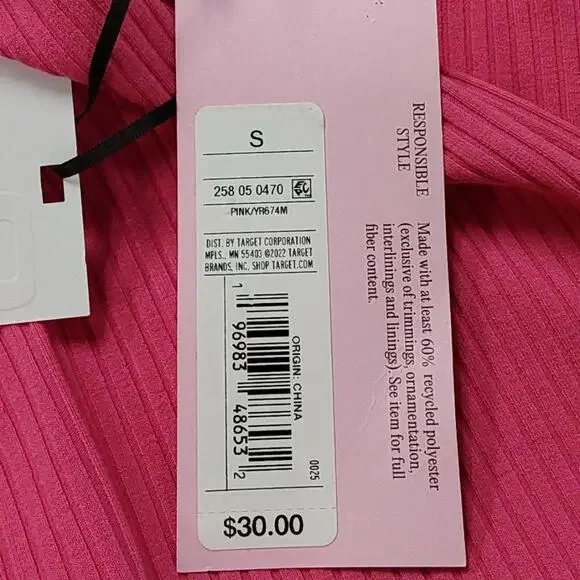 S
258 05 0470
PINK/YR674M
DIST. BY TARGET CORPORATION
MPLS., MN 55403 ©2022 TARGET
BRANDS, INC. SHOP TARGET.COM
ORIGIN: CHINA
1 96983 48653 2
0025
$30.00
RESPONSIBLE
STYLE
Made with at least 60% recycled polyester
(exclusive of trimmings, ornamentation,
interlinings and linings). See item for full
fiber content.